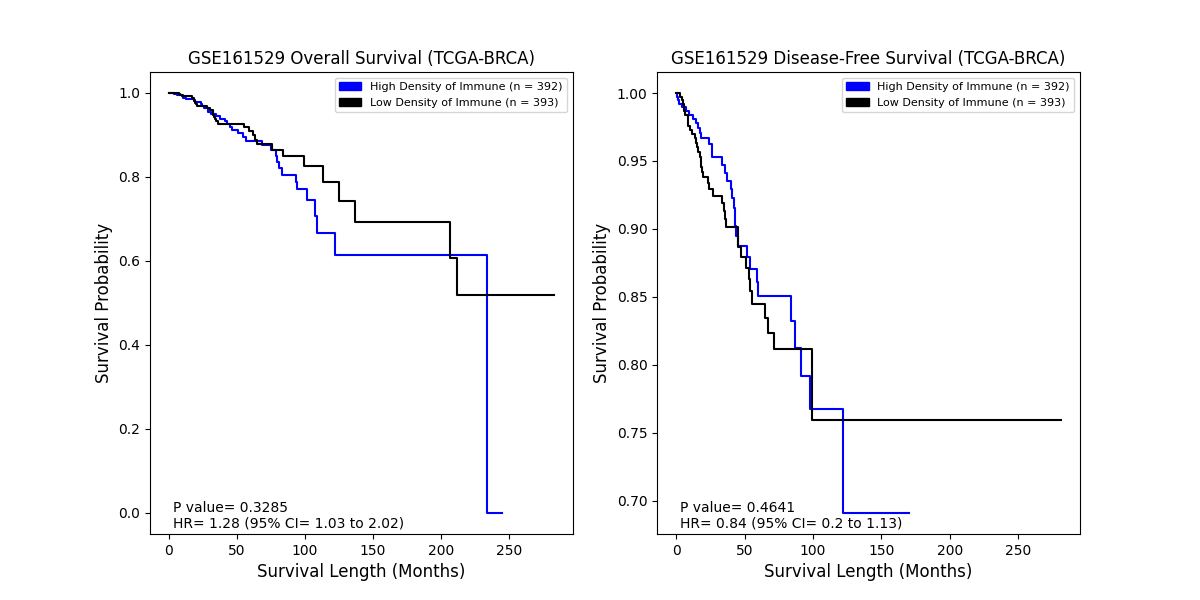 GSE161529 Overall Survival (TCGA-BRCA)
High Density of Immune (n = 392)
Low Density of Immune (n = 393)
1.0
0.8
0.6
0.4
0.2
0.0
Survival Probability
P value= 0.3285
HR= 1.28 (95% CI= 1.03 to 2.02)
0
50
100
150
200
250
Survival Length (Months)
GSE161529 Disease-Free Survival (TCGA-BRCA)
High Density of Immune (n = 392)
Low Density of Immune (n = 393)
1.00
0.95
0.90
0.85
0.80
0.75
0.70
Survival Probability
P value= 0.4641
HR= 0.84 (95% CI= 0.2 to 1.13)
0
50
100
150
200
250
Survival Length (Months)